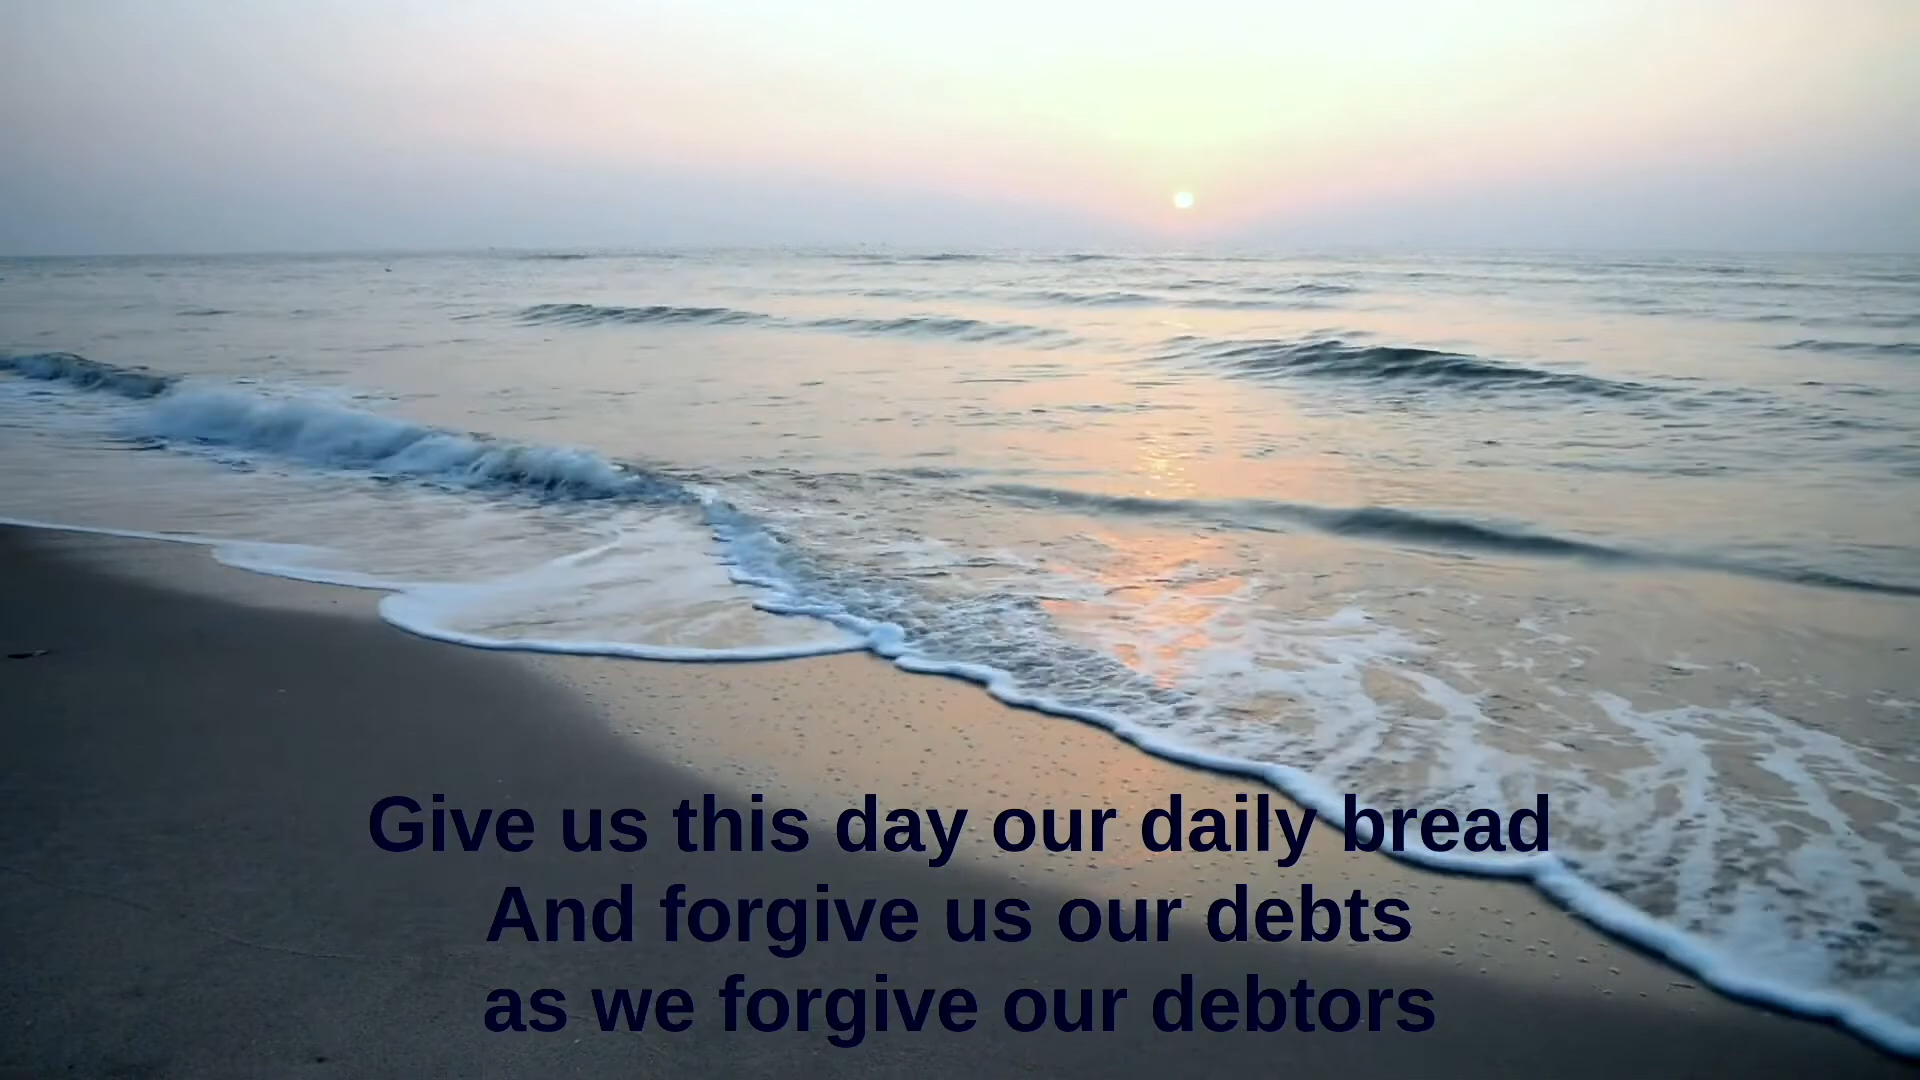 Give us this day our daily bread
And forgive us our debts
as we forgive our debtors